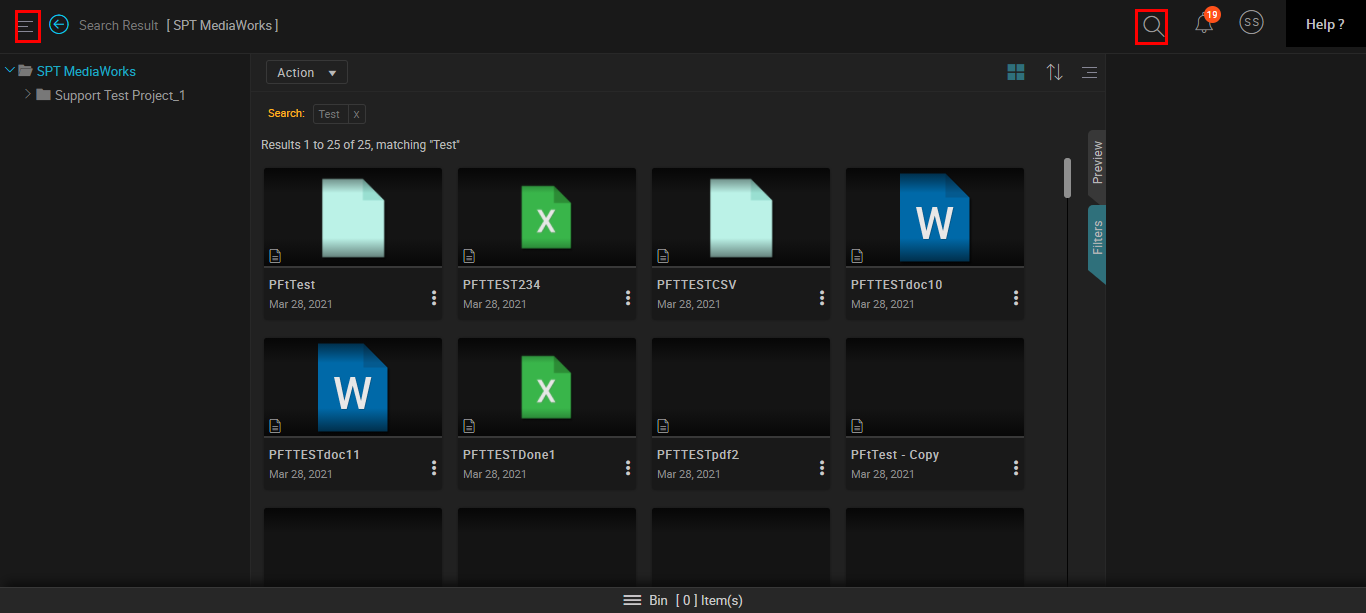 Search Result [ SPT MediaWorks ]
19
SS
Help ?
SPT MediaWorks
Support Test Project_1
Action
Search: Test X
Results 1 to 25 of 25, matching "Test"
Preview
Filters
X
W
PFtTest
Mar 28, 2021
PFTTEST234
Mar 28, 2021
PFTTESTCSV
Mar 28, 2021
PFTTESTdoc10
Mar 28, 2021
W
X
PFTTESTdoc11
Mar 28, 2021
PFTTESTDone1
Mar 28, 2021
PFTTESTpdf2
Mar 28, 2021
PFtTest - Copy
Mar 28, 2021
Bin [ 0 ] Item(s)